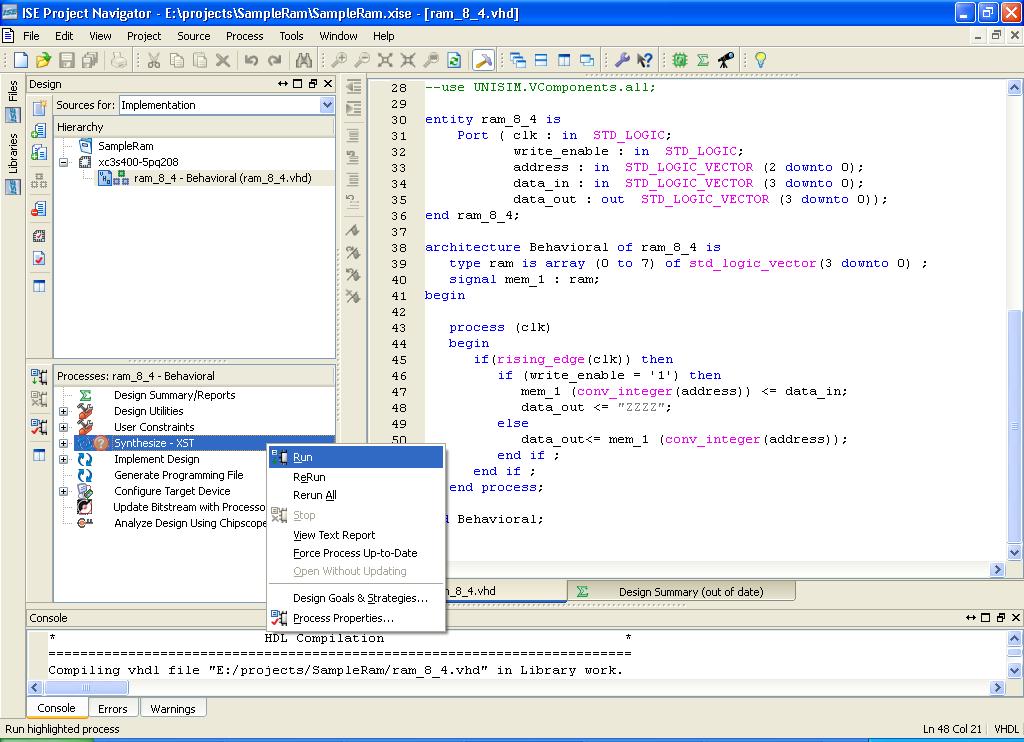 ISE Project Navigator - E:\projects\SampleRam\SampleRam.xise - [ram_8_4.vhd]
File Edit View Project Source Process Tools Window Help
Files
Libraries
Design
Sources for: Implementation
Hierarchy
SampleRam
xc3s400-5pq208
ram_8_4 - Behavioral (ram_8_4.vhd)
Processes: ram_8_4 - Behavioral
Design Summary/Reports
Design Utilities
User Constraints
Synthesize - XST
Implement Design
Generate Programming File
Configure Target Device
Update Bitstream with Processo
Analyze Design Using Chipscope
Run
ReRun
Rerun All
Stop
View Text Report
Force Process Up-to-Date
Open Without Updating
Design Goals & Strategies...
Process Properties...
28 --use UNISIM.VComponents.all;
29
30 entity ram_8_4 is
31 Port ( clk : in STD_LOGIC;
32 write_enable : in STD_LOGIC;
33 address : in STD_LOGIC_VECTOR (2 downto 0);
34 data_in : in STD_LOGIC_VECTOR (3 downto 0);
35 data_out : out STD_LOGIC_VECTOR (3 downto 0));
36 end ram_8_4;
37
38 architecture Behavioral of ram_8_4 is
39 type ram is array (0 to 7) of std_logic_vector(3 downto 0) ;
40 signal mem_1 : ram;
41 begin
42
43 process (clk)
44 begin
45 if(rising_edge(clk)) then
46 if (write_enable = '1') then
47 mem_1 (conv_integer(address)) <= data_in;
48 data_out <= "ZZZZ";
49 else
50 data_out<= mem_1 (conv_integer(address));
end if ;
end if ;
end process;
Behavioral;
_8_4.vhd
Design Summary (out of date)
Console
* HDL Compilation *
=========================================================================
Compiling vhdl file "E:/projects/SampleRam/ram_8_4.vhd" in Library work.
Console Errors Warnings
Run highlighted process
Ln 48 Col 21 VHDL